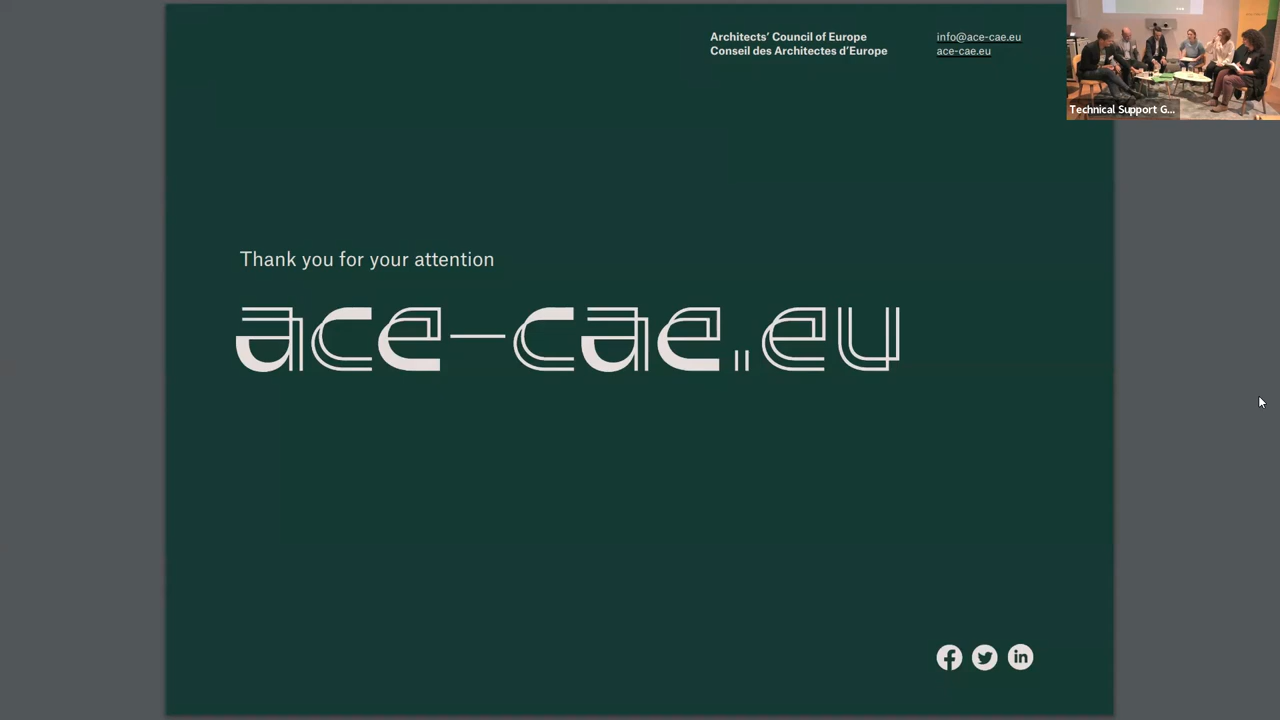 Architects' Council of Europe
Conseil des Architectes d'Europe
info@ace-cae.eu
ace-cae.eu
Technical Support G...
Thank you for your attention
ace-cae.eu